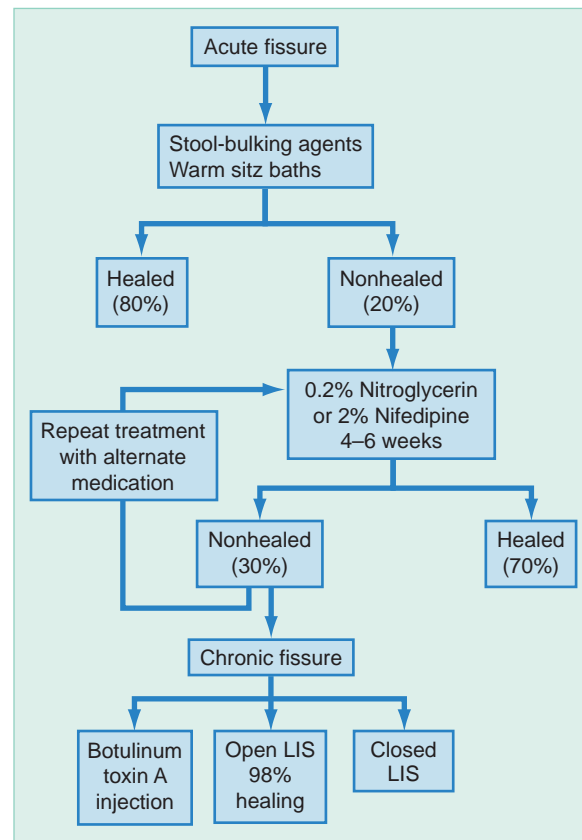 Acute fissure
Stool-bulking agents
Warm sitz baths
Healed
(80%)
Nonhealed
(20%)
0.2% Nitroglycerin
or 2% Nifedipine
4–6 weeks
Repeat treatment
with alternate
medication
Nonhealed
(30%)
Healed
(70%)
Chronic fissure
Botulinum
toxin A
injection
Open LIS
98%
healing
Closed
LIS